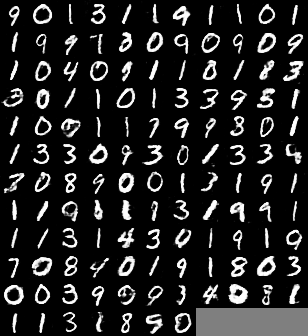 9 0 1 3 1 1 9 1 1 0 1
1 9 9 7 3 0 9 0 9 0 9
1 0 4 0 9 1 1 8 1 8 3
0 1 1 0 1 3 3 9 5 1
1 0 1 1 7 9 9 8 0 1
1 3 3 0 9 3 0 1 3 3 9
3 0 8 9 0 0 1 3 1 9 1
1 1 9 1 1 3 1 9 9 1
1 1 3 1 4 3 0 1 9 1 0
7 0 8 4 0 1 9 1 8 0 3
0 0 3 9 9 3 4 0 8 1
1 1 3 1 8 9 0